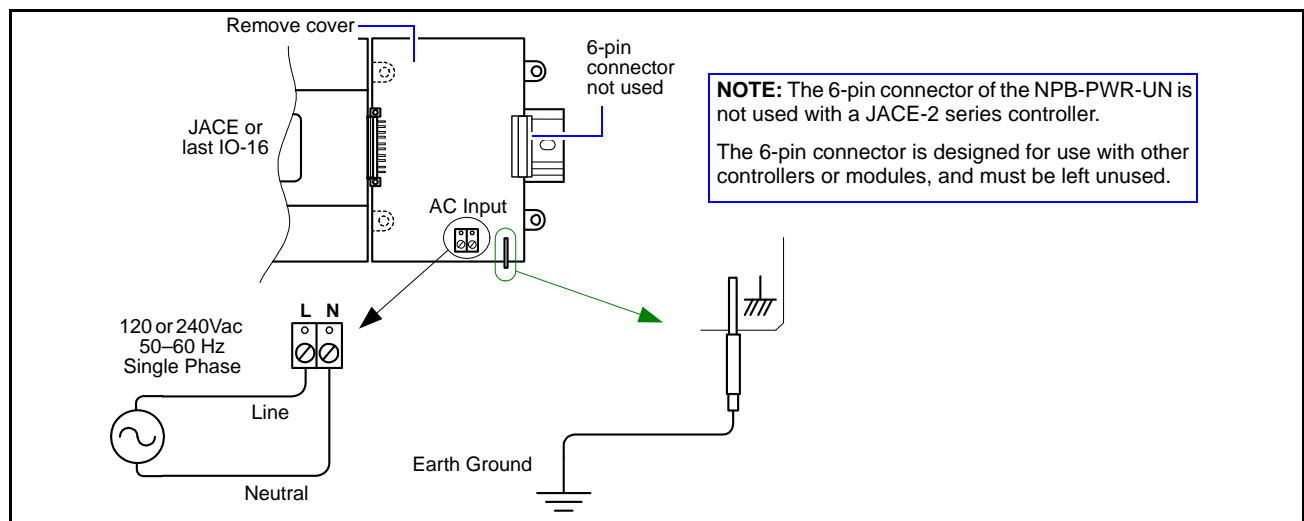 Remove cover
6-pin
connector
not used
NOTE: The 6-pin connector of the NPB-PWR-UN is
not used with a JACE-2 series controller.
The 6-pin connector is designed for use with other
controllers or modules, and must be left unused.
JACE or
last IO-16
AC Input
L N
120 or 240Vac
50–60 Hz
Single Phase
Line
Neutral
Earth Ground